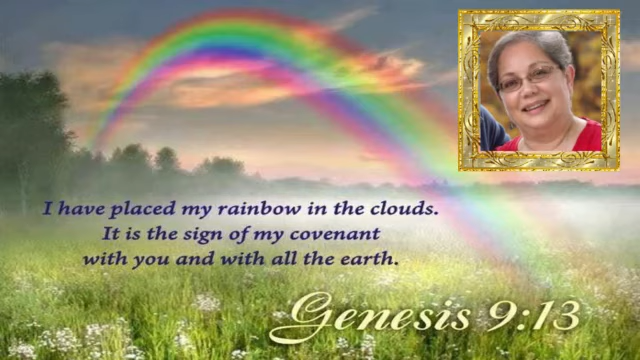 I have placed my rainbow in the clouds.
It is the sign of my covenant
with you and with all the earth.
Genesis 9:13